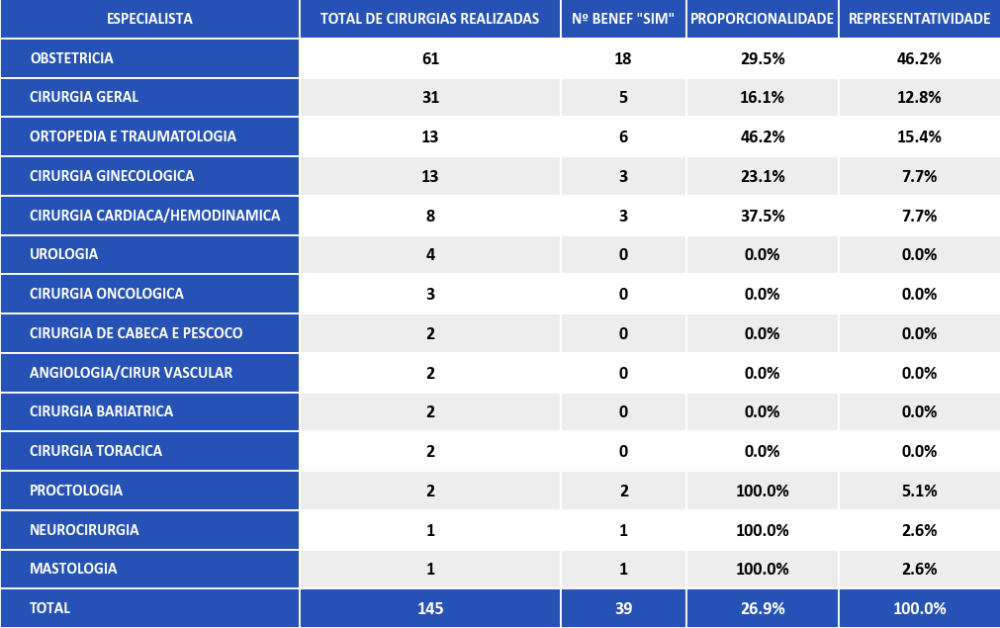 ESPECIALISTA TOTAL DE CIRURGIAS REALIZADAS Nº BENEF "SIM" PROPORCIONALIDADE REPRESENTATIVIDADE
OBSTETRICIA 61 18 29.5% 46.2%
CIRURGIA GERAL 31 5 16.1% 12.8%
ORTOPEDIA E TRAUMATOLOGIA 13 6 46.2% 15.4%
CIRURGIA GINECOLOGICA 13 3 23.1% 7.7%
CIRURGIA CARDIACA/HEMODINAMICA 8 3 37.5% 7.7%
UROLOGIA 4 0 0.0% 0.0%
CIRURGIA ONCOLOGICA 3 0 0.0% 0.0%
CIRURGIA DE CABECA E PESCOCO 2 0 0.0% 0.0%
ANGIOLOGIA/CIRUR VASCULAR 2 0 0.0% 0.0%
CIRURGIA BARIATRICA 2 0 0.0% 0.0%
CIRURGIA TORACICA 2 0 0.0% 0.0%
PROCTOLOGIA 2 2 100.0% 5.1%
NEUROCIRURGIA 1 1 100.0% 2.6%
MASTOLOGIA 1 1 100.0% 2.6%
TOTAL 145 39 26.9% 100.0%